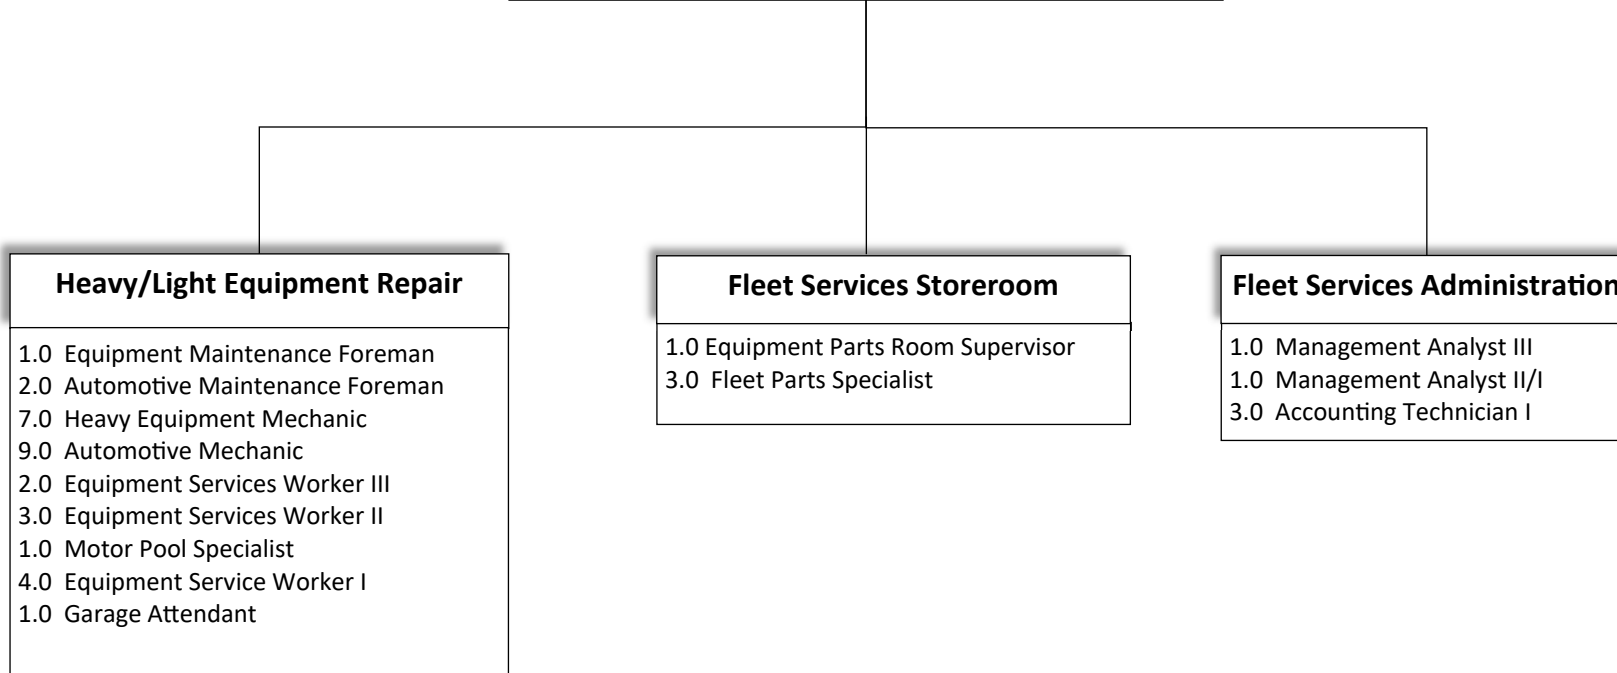 Heavy/Light Equipment Repair
1.0 Equipment Maintenance Foreman
2.0 Automotive Maintenance Foreman
7.0 Heavy Equipment Mechanic
9.0 Automotive Mechanic
2.0 Equipment Services Worker III
3.0 Equipment Services Worker II
1.0 Motor Pool Specialist
4.0 Equipment Service Worker I
1.0 Garage Attendant
Fleet Services Storeroom
1.0 Equipment Parts Room Supervisor
3.0 Fleet Parts Specialist
Fleet Services Administration
1.0 Management Analyst III
1.0 Management Analyst II/I
3.0 Accounting Technician I